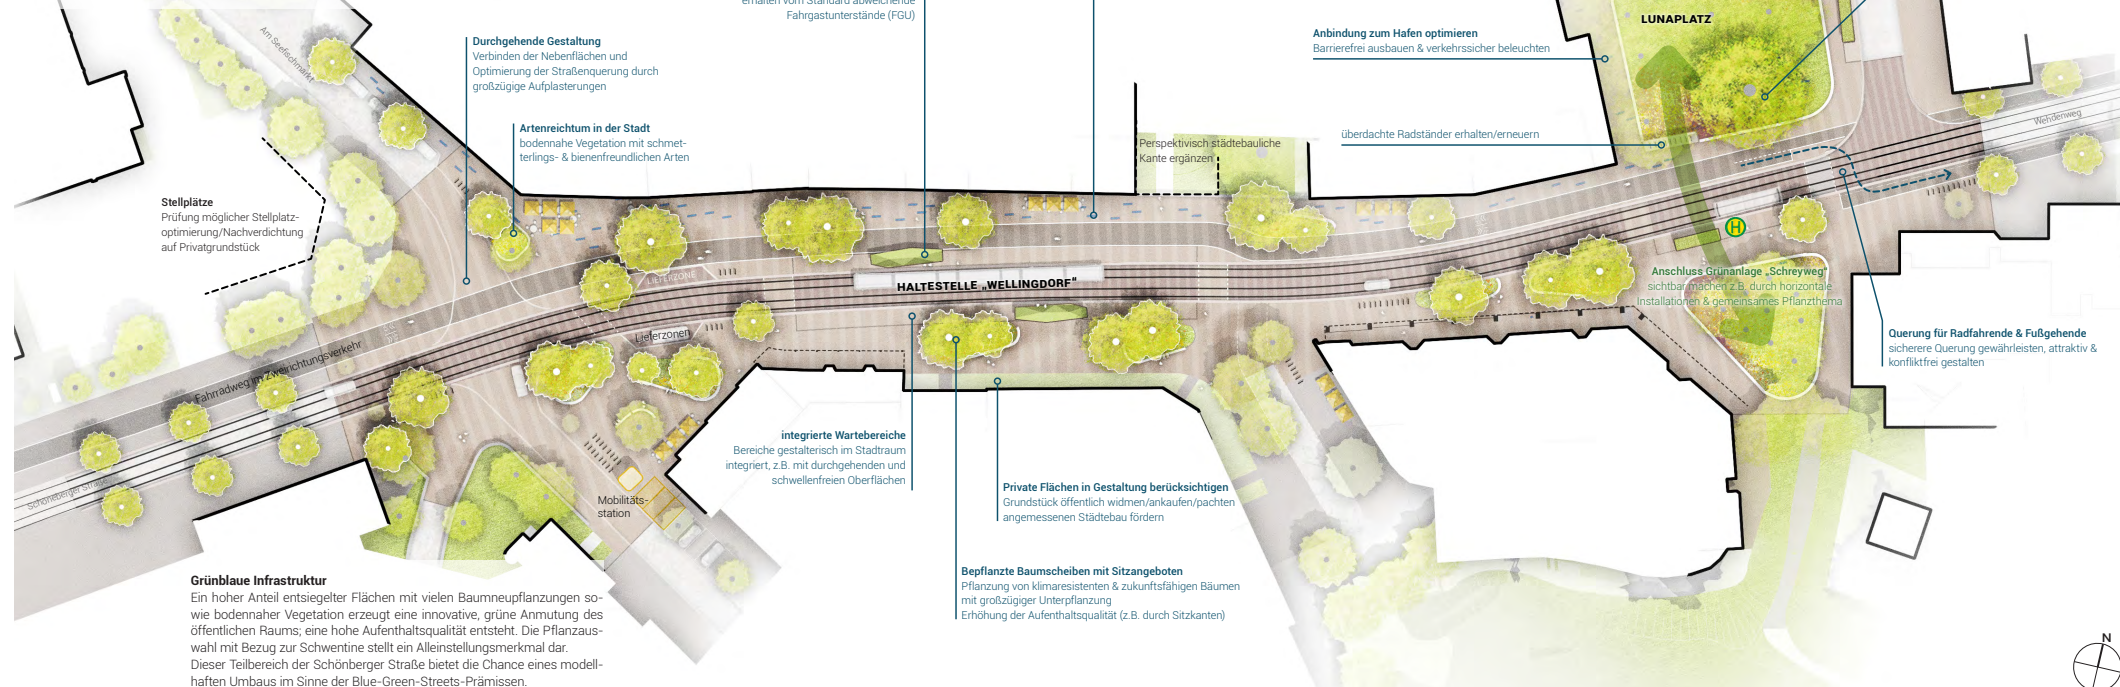 erhalten vom Standard abweichende
Fahrgastunterstände (FGU)
LUNAPLATZ
Anbindung zum Hafen optimieren
Barrierefrei ausbauen & verkehrssicher beleuchten
Am Seefischmarkt
Durchgehende Gestaltung
Verbinden der Nebenflächen und
Optimierung der Straßenquerung durch
großzügige Aufplasterungen
Artenreichtum in der Stadt
bodennahe Vegetation mit schmet-
terlings- & bienenfreundlichen Arten
überdachte Radständer erhalten/erneuern
Wehdenweg
Perspektivisch städtebauliche
Kante ergänzen
Stellplätze
Prüfung möglicher Stellplatz-
optimierung/Nachverdichtung
auf Privatgrundstück
H
LIEFERZONE
HALTESTELLE „WELLINGDORF“
Anschluss Grünanlage „Schreyweg“
sichtbar machen z.B. durch horizontale
Installationen & gemeinsames Pflanzthema
Lieferzonen
Fahrradweg im Zweirichtungsverkehr
Querung für Radfahrende & Fußgehende
sicherere Querung gewährleisten, attraktiv &
konfliktfrei gestalten
Schöneberger Straße
integrierte Wartebereiche
Bereiche gestalterisch im Stadtraum
integriert, z.B. mit durchgehenden und
schwellenfreien Oberflächen
Private Flächen in Gestaltung berücksichtigen
Grundstück öffentlich widmen/ankaufen/pachten
angemessenen Städtebau fördern
Mobilitäts-
station
Bepflanzte Baumscheiben mit Sitzangeboten
Pflanzung von klimaresistenten & zukunftsfähigen Bäumen
mit großzügiger Unterpflanzung
Erhöhung der Aufenthaltsqualität (z.B. durch Sitzkanten)
Grünblaue Infrastruktur
Ein hoher Anteil entsiegelter Flächen mit vielen Baumneupflanzungen so-
wie bodennaher Vegetation erzeugt eine innovative, grüne Anmutung des
öffentlichen Raums; eine hohe Aufenthaltsqualität entsteht. Die Pflanzaus-
wahl mit Bezug zur Schwentine stellt ein Alleinstellungsmerkmal dar.
Dieser Teilbereich der Schönberger Straße bietet die Chance eines modell-
haften Umbaus im Sinne der Blue-Green-Streets-Prämissen.
N